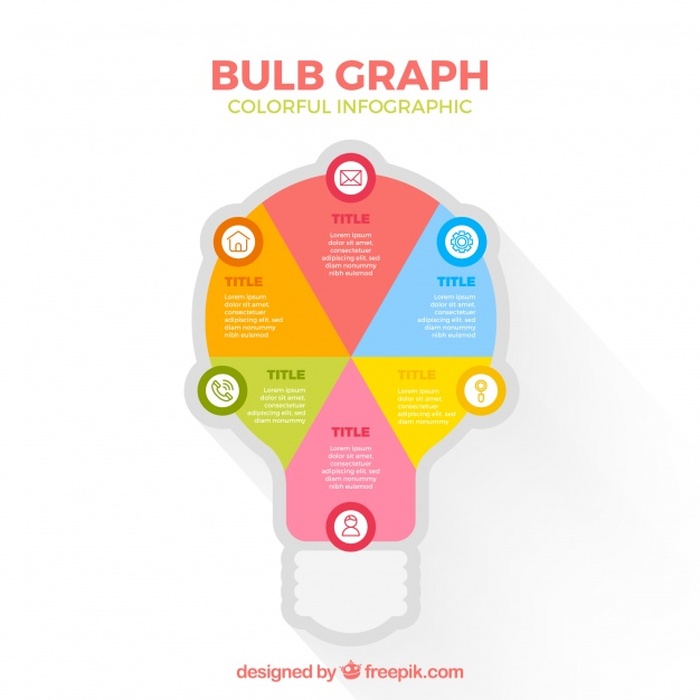 BULB GRAPH
COLORFUL INFOGRAPHIC
TITLE
Lorem ipsum
dolor sit amet,
consectetuer
adipiscing elit, sed
diam nonummy
nibh euismod
TITLE
Lorem ipsum
dolor sit amet,
consectetuer
adipiscing elit, sed
diam nonummy
nibh euismod
TITLE
Lorem ipsum
dolor sit amet,
consectetuer
adipiscing elit, sed
diam nonummy
nibh euismod
TITLE
Lorem ipsum
dolor sit amet,
consectetuer
adipiscing elit, sed
diam nonummy
TITLE
Lorem ipsum
dolor sit amet,
consectetuer
adipiscing elit, sed
diam nonummy
TITLE
Lorem ipsum
dolor sit amet,
consectetuer
adipiscing elit, sed
diam nonummy
nibh euismod
designed by freepik.com